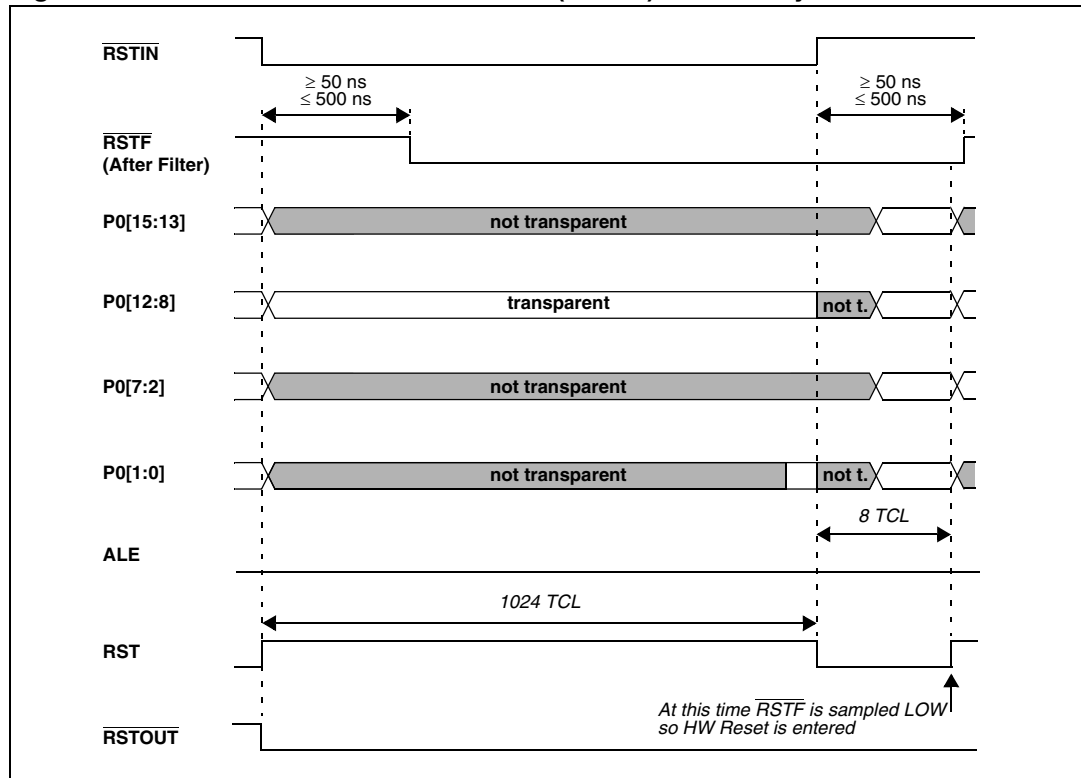 RSTIN
≥ 50 ns
≤ 500 ns
≥ 50 ns
≤ 500 ns
RSTF
(After Filter)
P0[15:13]
not transparent
P0[12:8]
transparent
not t.
P0[7:2]
not transparent
P0[1:0]
not transparent
not t.
8 TCL
ALE
1024 TCL
RST
At this time RSTF is sampled LOW
so HW Reset is entered
RSTOUT